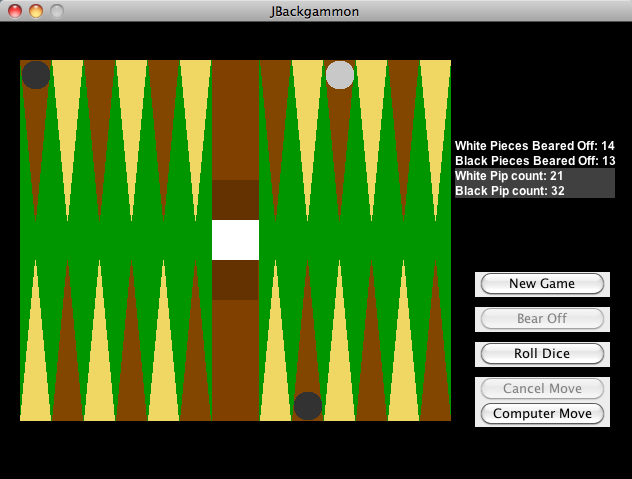 JBackgammon
White Pieces Beared Off: 14
Black Pieces Beared Off: 13
White Pip count: 21
Black Pip count: 32
New Game
Bear Off
Roll Dice
Cancel Move
Computer Move